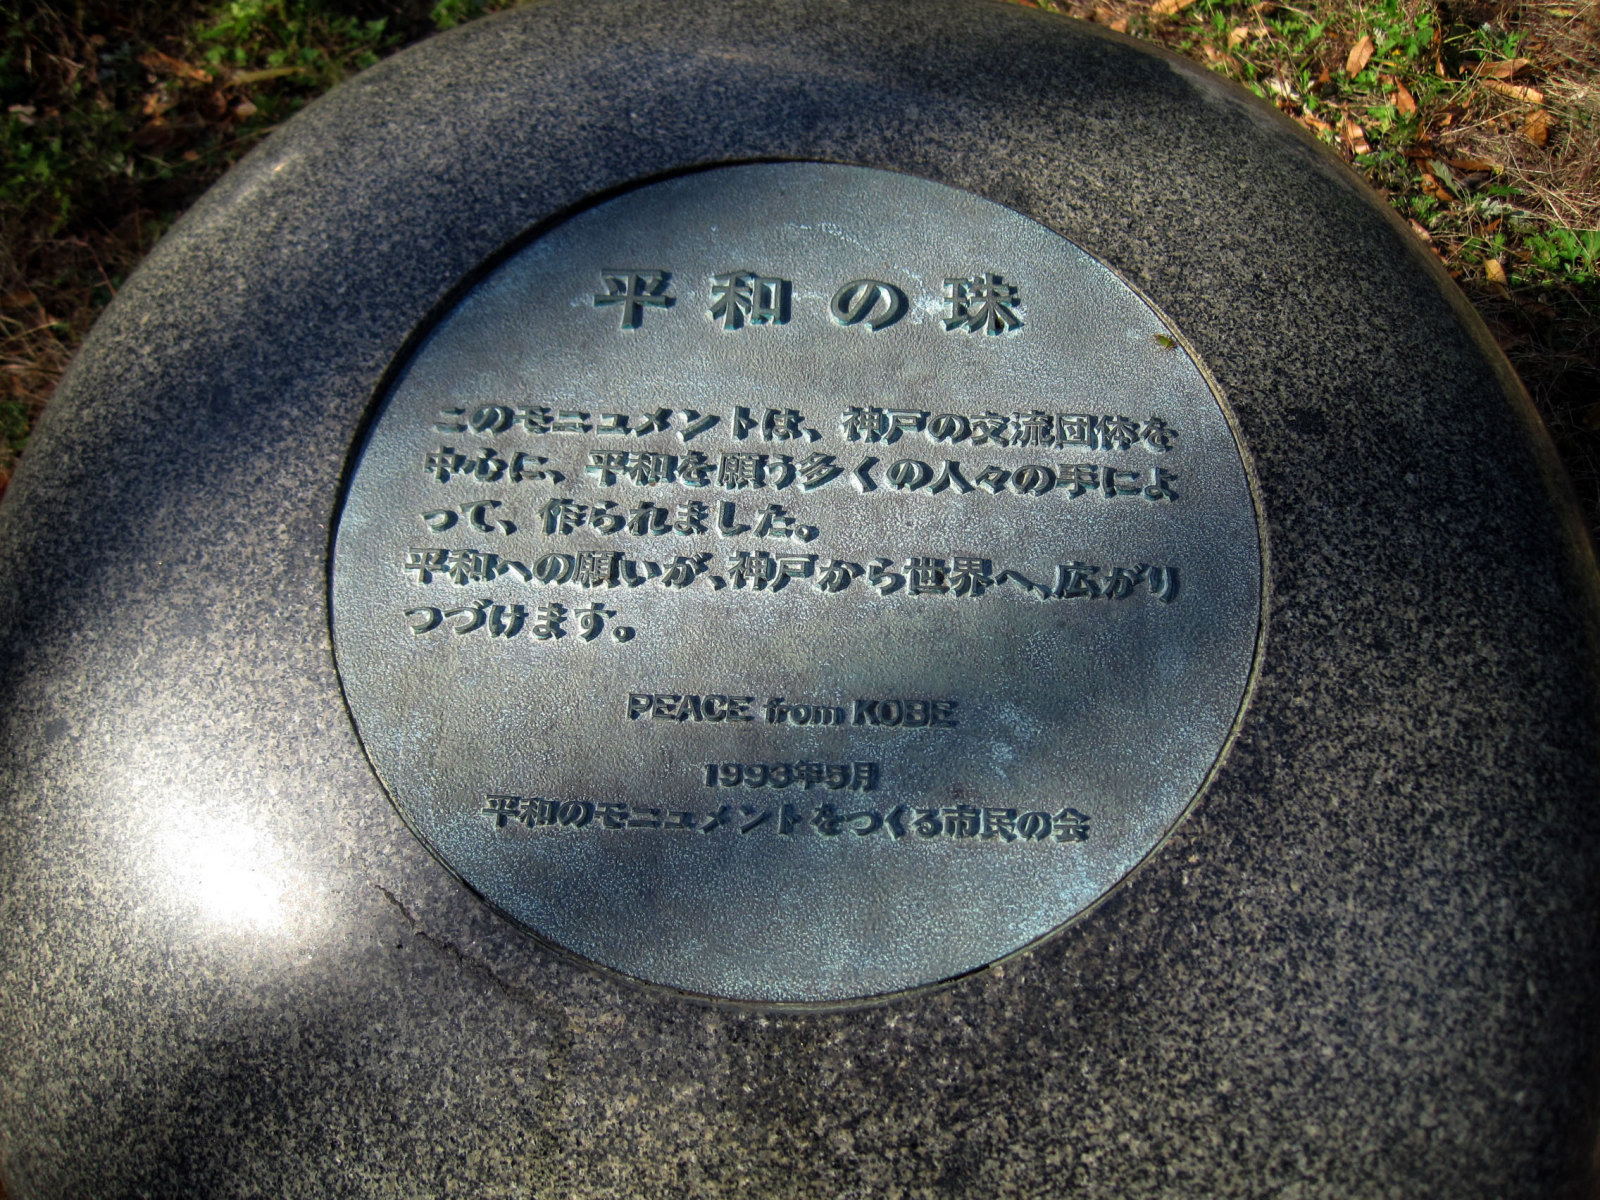 平和の珠
このモニュメントは、神戸の交流団体を
中心に、平和を願う多くの人々の手によ
って、作られました。
平和への願いが、神戸から世界へ、広がり
つづけます。
PEACE from KOBE
1993年5月
平和のモニュメントをつくる市民の会